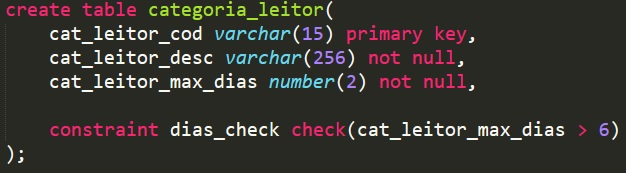 create table categoria_leitor(
    cat_leitor_cod varchar(15) primary key,
    cat_leitor_desc varchar(256) not null,
    cat_leitor_max_dias number(2) not null,
    constraint dias_check check(cat_leitor_max_dias > 6)
);